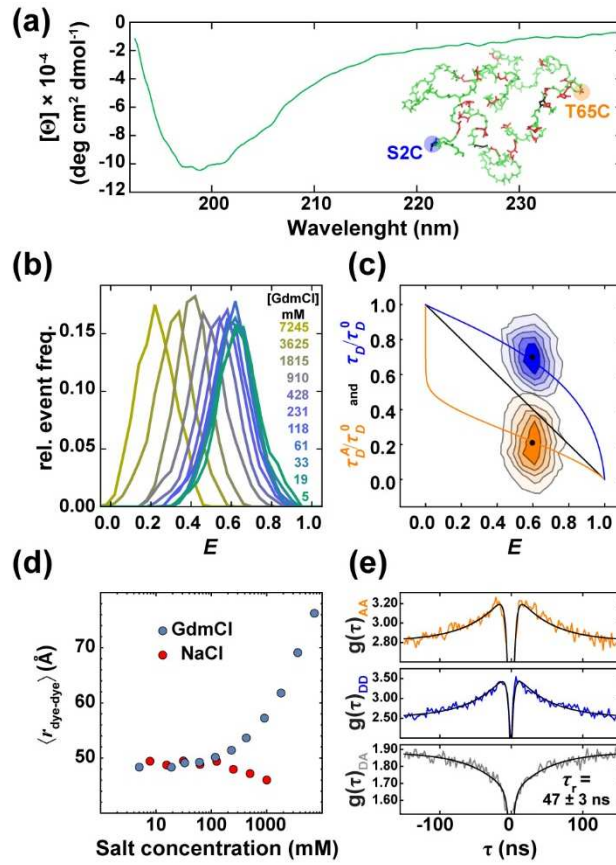 (a)
[Θ] × 10⁻⁴
(deg cm² dmol⁻¹)
0
-2
-4
-6
-8
-10
-12
200
210
220
230
Wavelenght (nm)
S2C
T65C
(b)
rel. event freq.
0.15
0.10
0.05
0.00
0.0
0.2
0.4
0.6
0.8
1.0
E
[GdmCl]
mM
7245
3625
1815
910
428
231
118
61
33
19
5
(c)
τ_D^A/τ_D^0 and τ_D/τ_D^0
1.0
0.8
0.6
0.4
0.2
0.0
0.0
0.2
0.4
0.6
0.8
1.0
E
(d)
⟨r_dye-dye⟩ (Å)
70
60
50
GdmCl
NaCl
10
100
1000
Salt concentration (mM)
(e)
g(τ)_AA
3.20
2.80
g(τ)_DD
3.50
3.00
2.50
g(τ)_DA
1.90
1.80
1.70
1.60
τ_r =
47 ± 3 ns
-100
0
100
τ (ns)